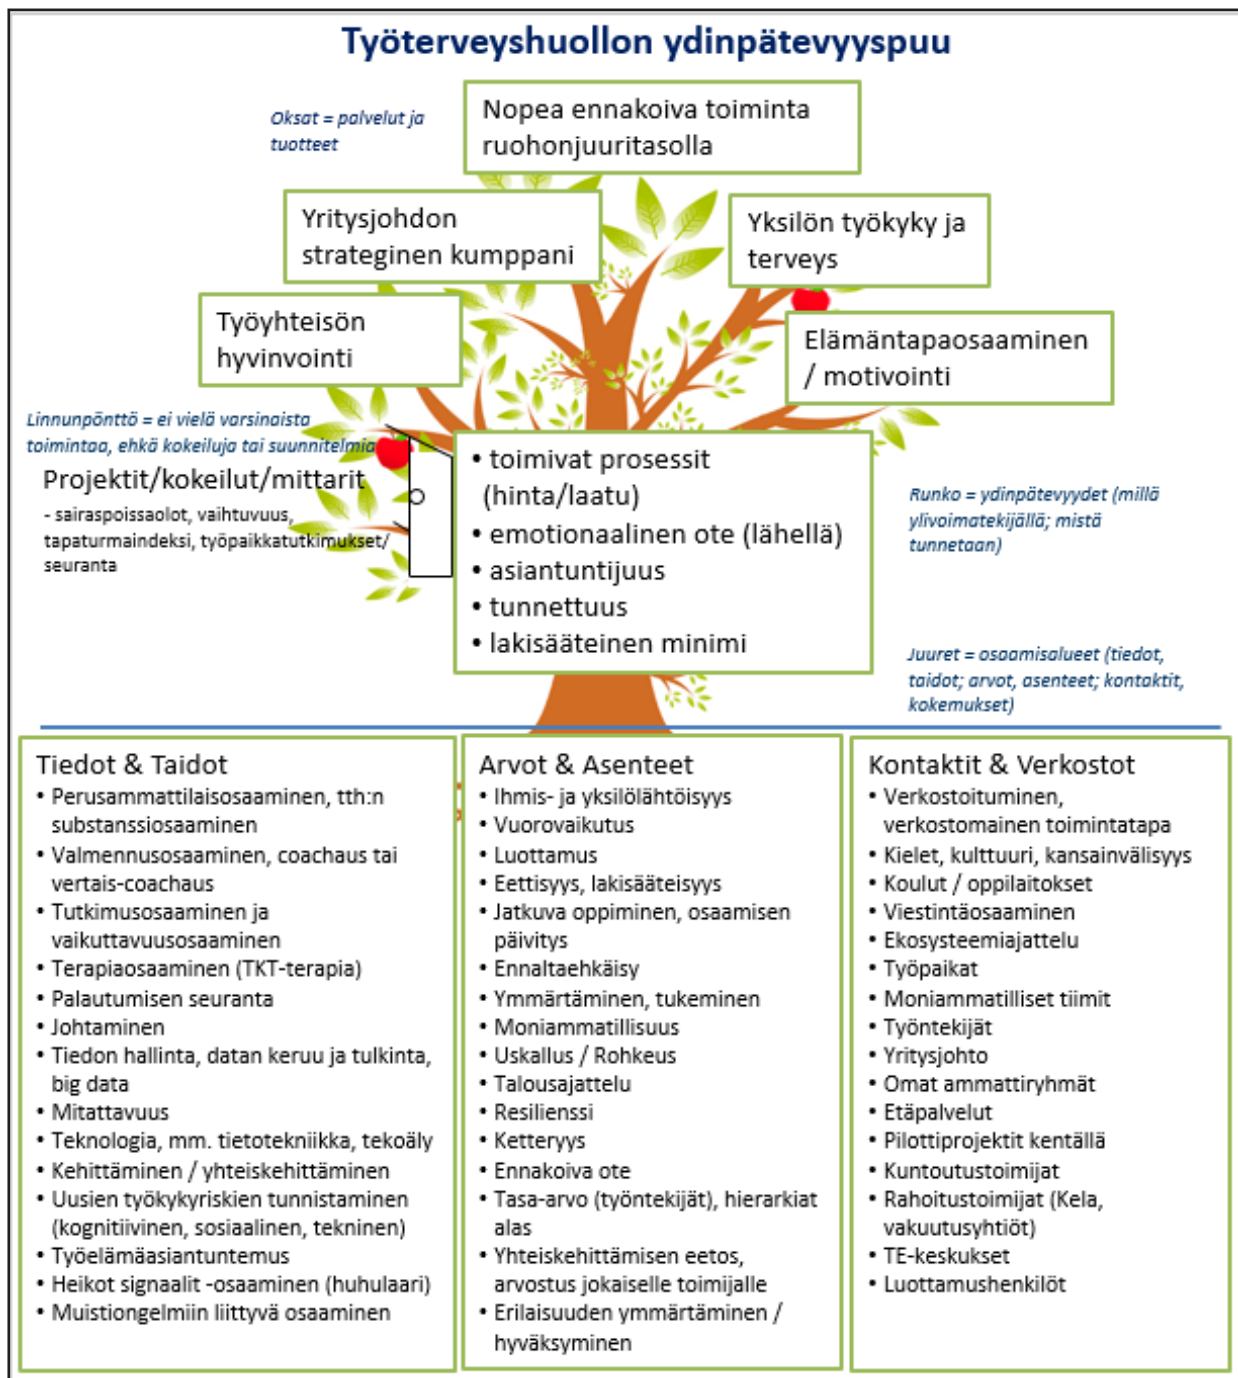 Työterveyshuollon ydinpätevyyspuu
Oksat = palvelut ja
tuotteet
Nopea ennakoiva toiminta
ruohonjuuritasolla
Yritysjohdon
strateginen kumppani
Yksilön työkyky ja
terveys
Työyhteisön
hyvinvointi
Elämäntapaosaaminen
/ motivointi
Linnunpönttö = ei vielä varsinaista
toimintaa, ehkä kokeiluja tai suunnitelmia
Projektit/kokeilut/mittarit
- sairaspoissaolot, vaihtuvuus,
tapaturmaindeksi, työpaikkatutkimukset/
seuranta
• toimivat prosessit
(hinta/laatu)
• emotionaalinen ote (lähellä)
• asiantuntijuus
• tunnettuus
• lakisääteinen minimi
Runko = ydinpätevyydet (millä
ylivoimatekijällä; mistä
tunnetaan)
Juuret = osaamisalueet (tiedot,
taidot; arvot, asenteet; kontaktit,
kokemukset)
Tiedot & Taidot
• Perusammattilaisosaaminen, tth:n
substanssiosaaminen
• Valmennusosaaminen, coachaus tai
vertais-coachaus
• Tutkimusosaaminen ja
vaikuttavuusosaaminen
• Terapiaosaaminen (TKT-terapia)
• Palautumisen seuranta
• Johtaminen
• Tiedon hallinta, datan keruu ja tulkinta,
big data
• Mitattavuus
• Teknologia, mm. tietotekniikka, tekoäly
• Kehittäminen / yhteiskehittäminen
• Uusien työkykyriskien tunnistaminen
(kognitiivinen, sosiaalinen, tekninen)
• Työelämäasiantuntemus
• Heikot signaalit -osaaminen (huhulaari)
• Muistiongelmiin liittyvä osaaminen
Arvot & Asenteet
• Ihmis- ja yksilölähtöisyys
• Vuorovaikutus
• Luottamus
• Eettisyys, lakisääteisyys
• Jatkuva oppiminen, osaamisen
päivitys
• Ennaltaehkäisy
• Ymmärtäminen, tukeminen
• Moniammatillisuus
• Uskallus / Rohkeus
• Talousajattelu
• Resilienssi
• Ketteryys
• Ennakoiva ote
• Tasa-arvo (työntekijät), hierarkiat
alas
• Yhteiskehittämisen eetos,
arvostus jokaiselle toimijalle
• Erilaisuuden ymmärtäminen /
hyväksyminen
Kontaktit & Verkostot
• Verkostoituminen,
verkostomainen toimintatapa
• Kielet, kulttuuri, kansainvälisyys
• Koulut / oppilaitokset
• Viestintäosaaminen
• Ekosysteemiajattelu
• Työpaikat
• Moniammatilliset tiimit
• Työntekijät
• Yritysjohto
• Omat ammattiryhmät
• Etäpalvelut
• Pilottiprojektit kentällä
• Kuntoutustoimijat
• Rahoitustoimijat (Kela,
vakuutusyhtiöt)
• TE-keskukset
• Luottamushenkilöt